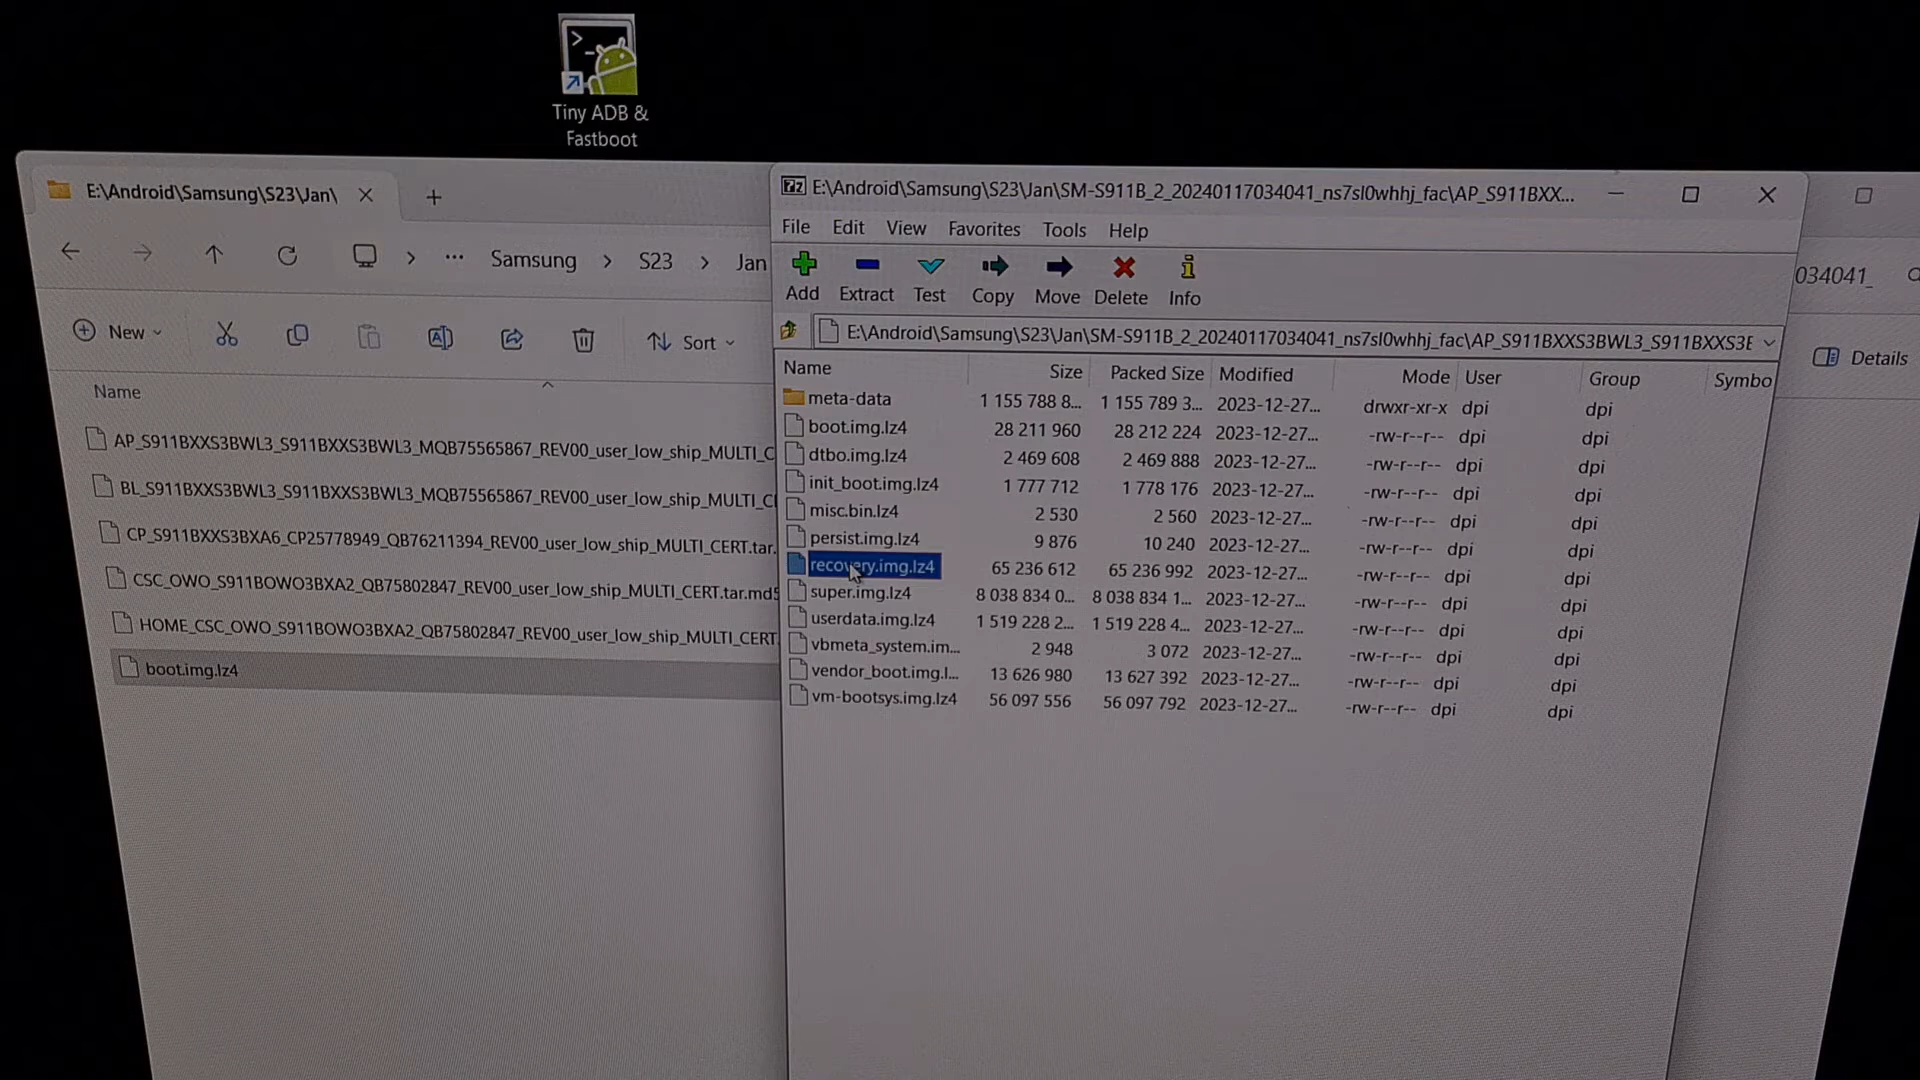 Tiny ADB &
Fastboot
E:\Android\Samsung\S23\Jan\
Samsung > S23 > Jan
New
Sort
Name
AP_S911BXXS3BWL3_S911BXXS3BWL3_MQB75565867_REV00_user_low_ship_MULTI_C
BL_S911BXXS3BWL3_S911BXXS3BWL3_MQB75565867_REV00_user_low_ship_MULTI_CE
CP_S911BXXS3BXA6_CP25778949_QB76211394_REV00_user_low_ship_MULTI_CERT.tar.
CSC_OWO_S911BOWO3BXA2_QB75802847_REV00_user_low_ship_MULTI_CERT.tar.md5
HOME_CSC_OWO_S911BOWO3BXA2_QB75802847_REV00_user_low_ship_MULTI_CERT.
boot.img.lz4
7z E:\Android\Samsung\S23\Jan\SM-S911B_2_20240117034041_ns7sl0whhj_fac\AP_S911BXX...
File Edit View Favorites Tools Help
Add Extract Test Copy Move Delete Info
E:\Android\Samsung\S23\Jan\SM-S911B_2_20240117034041_ns7sl0whhj_fac\AP_S911BXXS3BWL3_S911BXXS3E
Name Size Packed Size Modified Mode User Group Symbo
meta-data 1 155 788 8... 1 155 789 3... 2023-12-27... drwxr-xr-x dpi dpi
boot.img.lz4 28 211 960 28 212 224 2023-12-27... -rw-r--r-- dpi dpi
dtbo.img.lz4 2 469 608 2 469 888 2023-12-27... -rw-r--r-- dpi dpi
init_boot.img.lz4 1 777 712 1 778 176 2023-12-27... -rw-r--r-- dpi dpi
misc.bin.lz4 2 530 2 560 2023-12-27... -rw-r--r-- dpi dpi
persist.img.lz4 9 876 10 240 2023-12-27... -rw-r--r-- dpi dpi
recovery.img.lz4 65 236 612 65 236 992 2023-12-27... -rw-r--r-- dpi dpi
super.img.lz4 8 038 834 0... 8 038 834 1... 2023-12-27... -rw-r--r-- dpi dpi
userdata.img.lz4 1 519 228 2... 1 519 228 4... 2023-12-27... -rw-r--r-- dpi dpi
vbmeta_system.im... 2 948 3 072 2023-12-27... -rw-r--r-- dpi dpi
vendor_boot.img.l... 13 626 980 13 627 392 2023-12-27... -rw-r--r-- dpi dpi
vm-bootsys.img.lz4 56 097 556 56 097 792 2023-12-27... -rw-r--r-- dpi dpi
034041_
Details